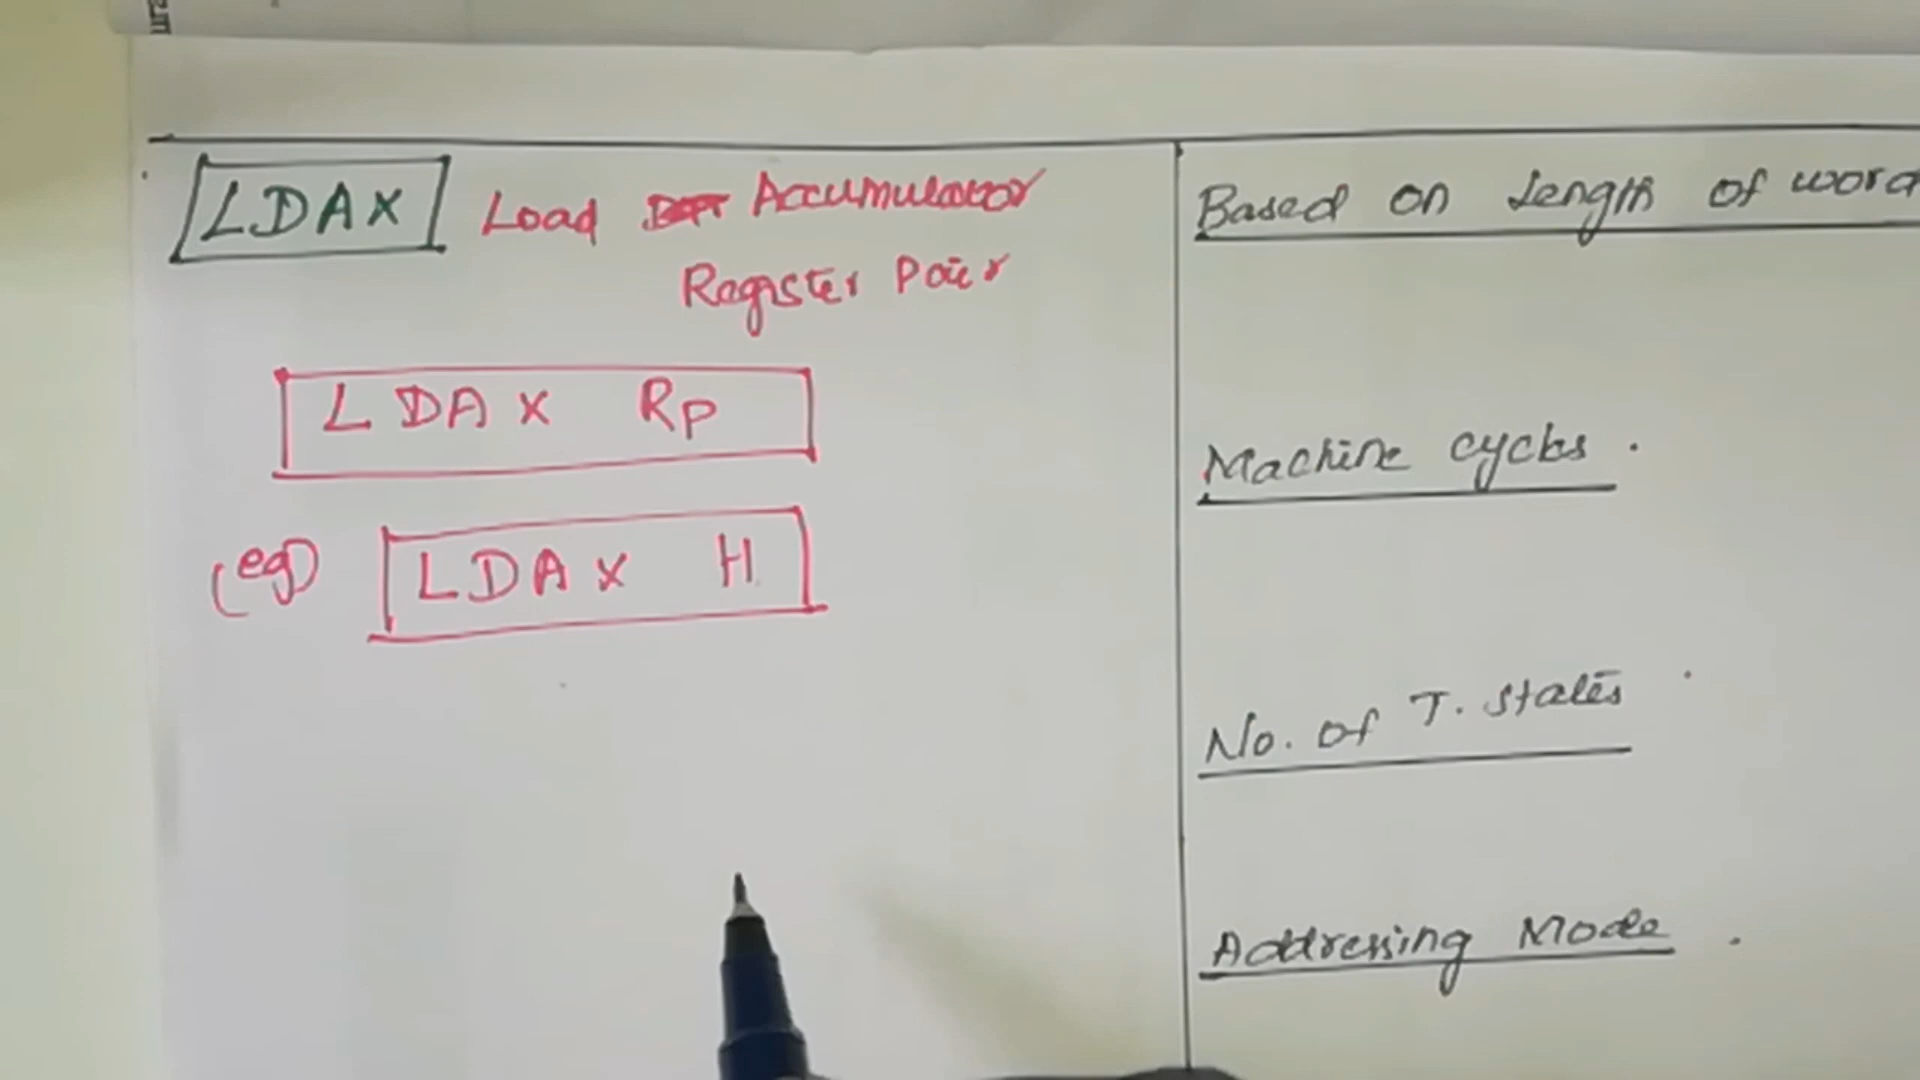 LDAX Load Accumulator
Register Pair
LDAX Rp
(eg) LDAX H
Based on Length of word
Machine cycles.
No. of T. states
Addressing Mode.